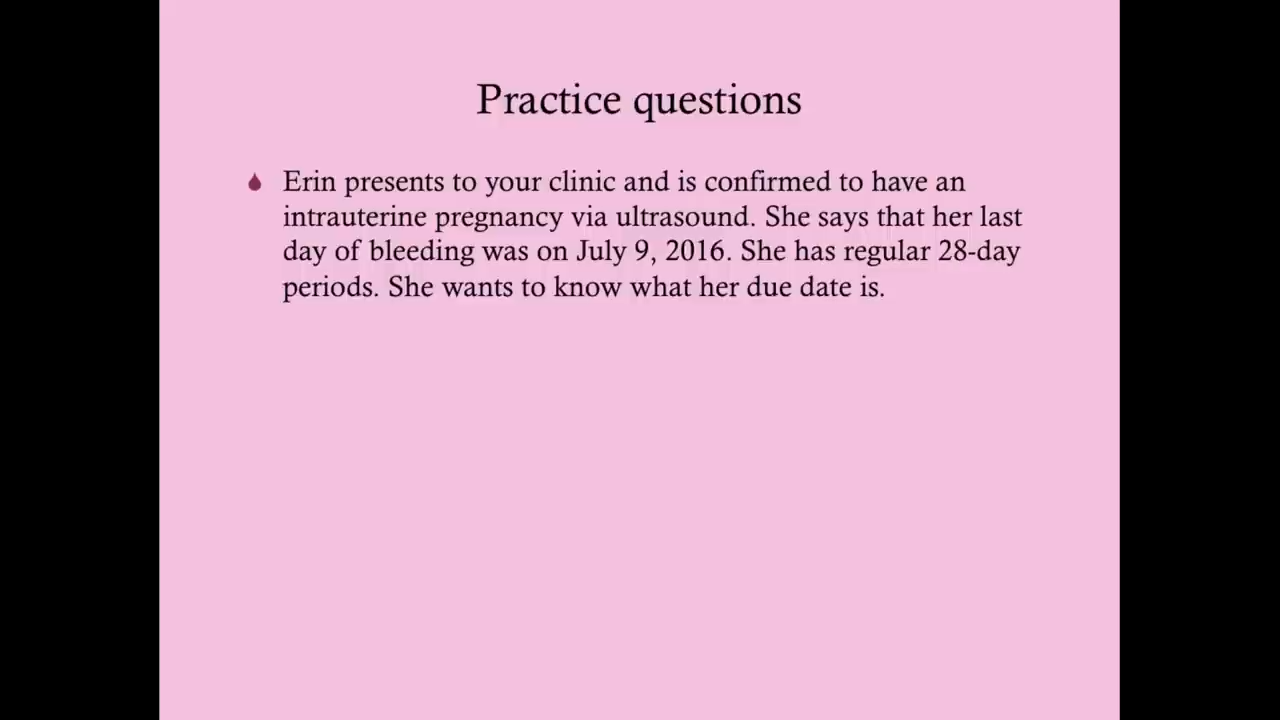 Practice questions
Erin presents to your clinic and is confirmed to have an
intrauterine pregnancy via ultrasound. She says that her last
day of bleeding was on July 9, 2016. She has regular 28-day
periods. She wants to know what her due date is.